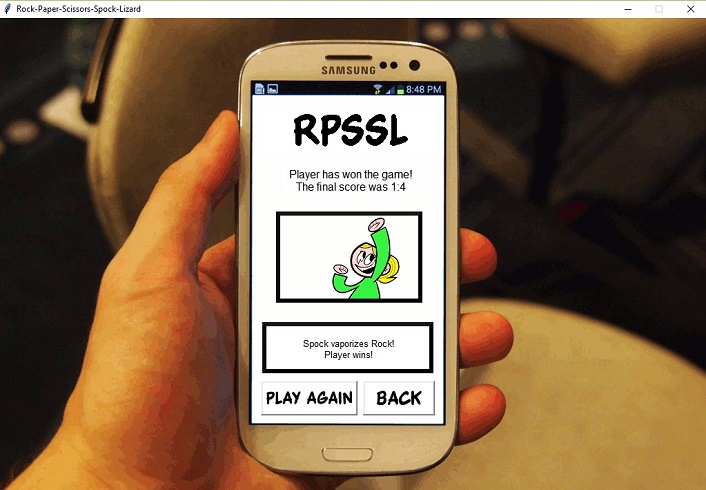 Rock-Paper-Scissors-Spock-Lizard
SAMSUNG
8:48 PM
RPSSL
Player has won the game!
The final score was 1:4
Spock vaporizes Rock!
Player wins!
PLAY AGAIN BACK